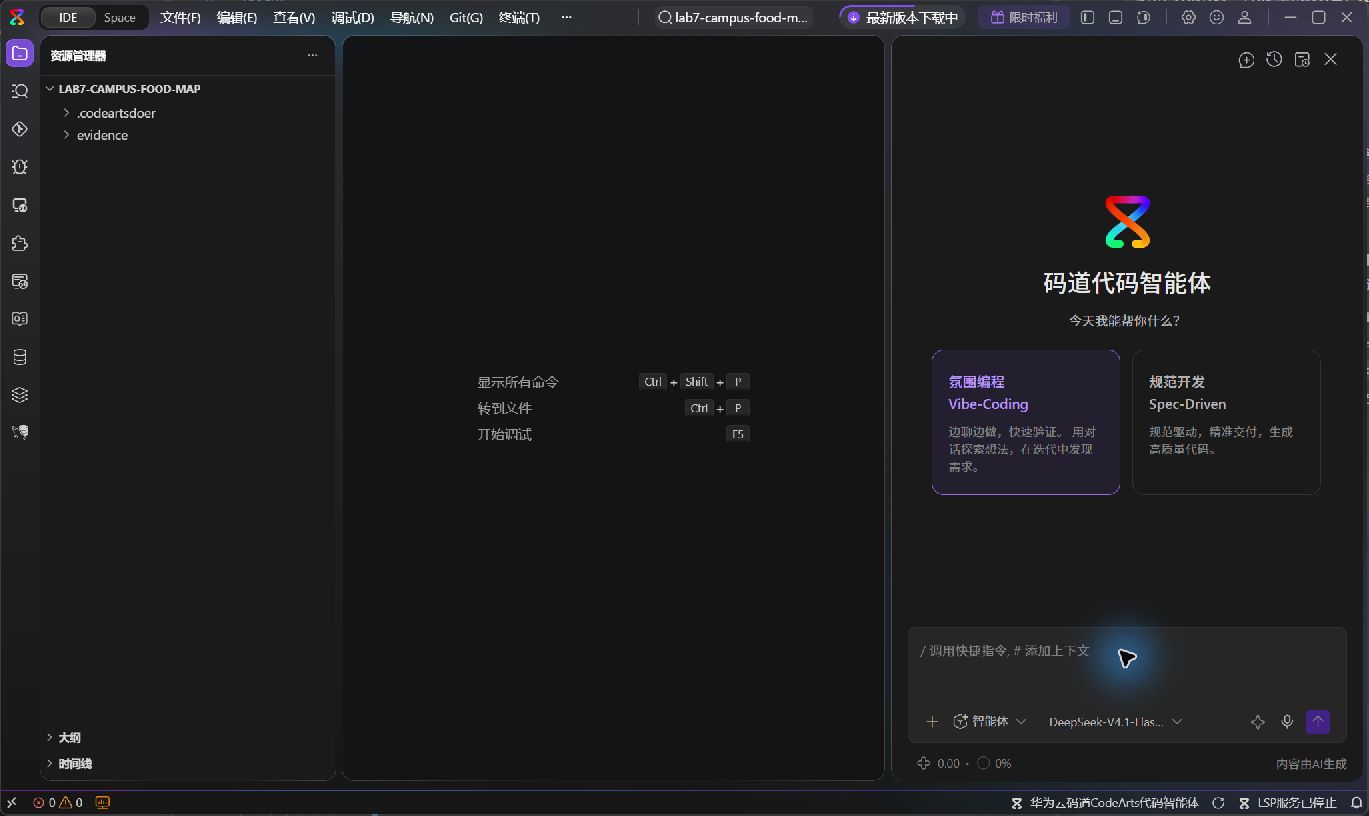 IDE Space 文件(F) 编辑(E) 查看(V) 调试(D) 导航(N) Git(G) 终端(T) ··· lab7-campus-food-m... 最新版本下载中 限时福利
资源管理器 ···
LAB7-CAMPUS-FOOD-MAP
.codeartsdoer
evidence
大纲
时间线
显示所有命令 Ctrl + Shift + P
转到文件 Ctrl + P
开始调试 F5
码道代码智能体
今天我能帮你什么?
氛围编程
Vibe-Coding
边聊边做，快速验证。 用对
话探索想法，在迭代中发现
需求。
规范开发
Spec-Driven
规范驱动，精准交付，生成
高质量代码。
/ 调用快捷指令, # 添加上下文
智能体 DeepSeek-V4.1-Flas...
0.00 · 0% 内容由AI生成
0 0 华为云码道CodeArts代码智能体 LSP服务已停止